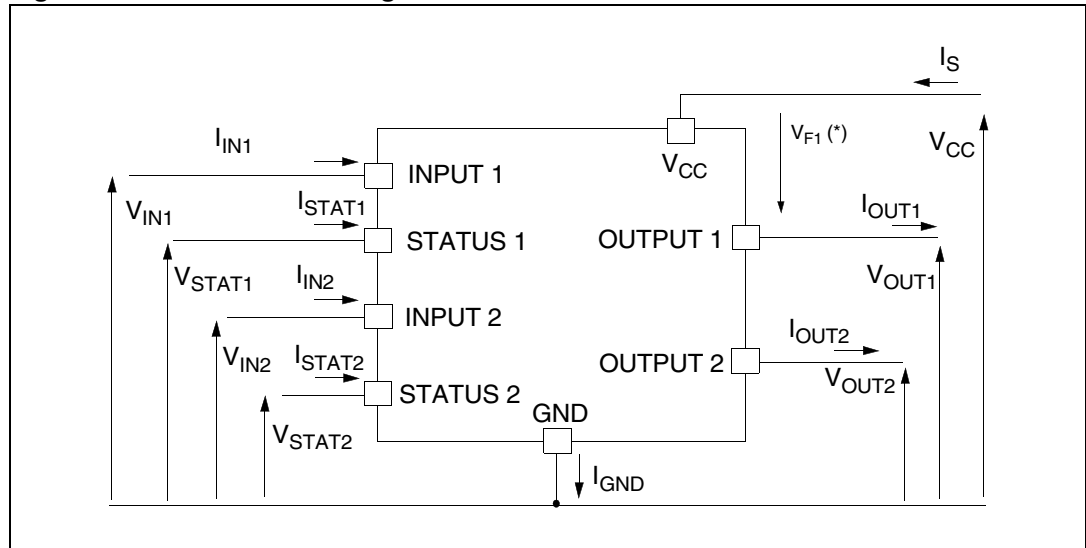 I_S
V_F1 (*)
V_CC
V_CC
I_IN1
INPUT 1
V_IN1
I_STAT1
STATUS 1
OUTPUT 1
I_OUT1
V_STAT1
I_IN2
V_OUT1
INPUT 2
I_OUT2
V_IN2
I_STAT2
OUTPUT 2
V_OUT2
STATUS 2
GND
V_STAT2
I_GND